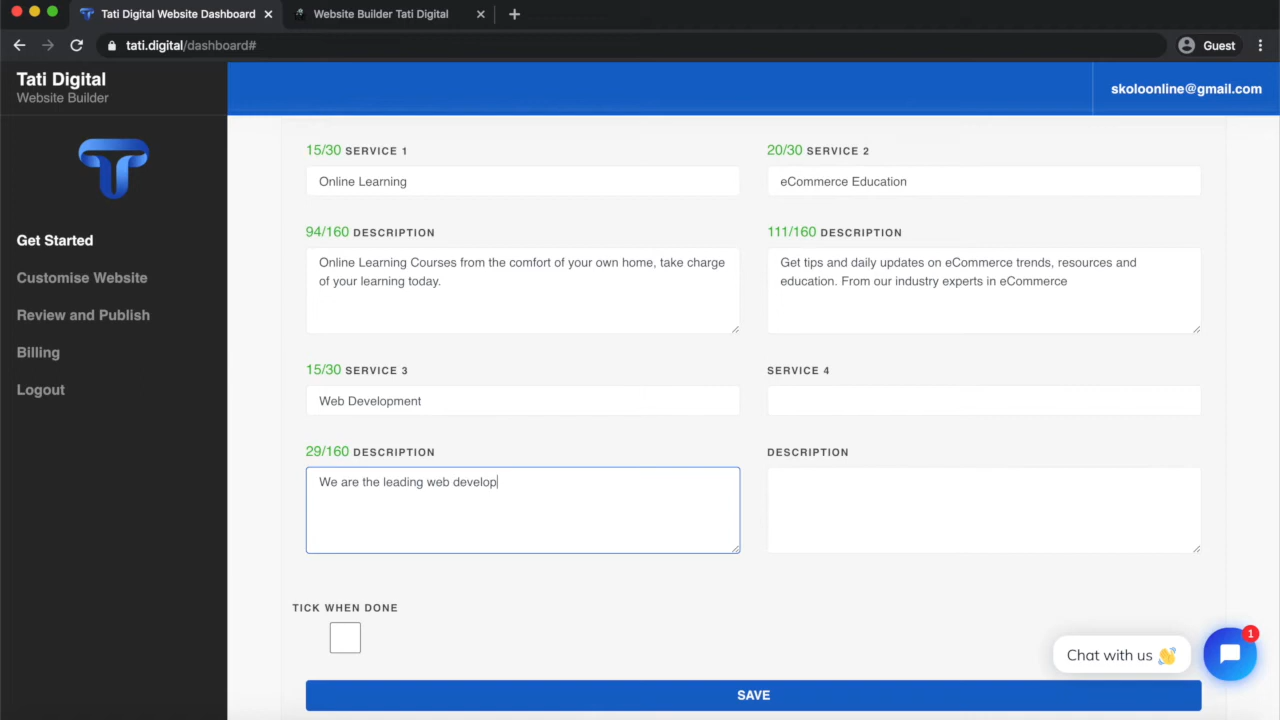 Tati Digital Website Dashboard
Website Builder Tati Digital
tati.digital/dashboard#
Guest
Tati Digital
Website Builder
skoloonline@gmail.com
Get Started
Customise Website
Review and Publish
Billing
Logout
15/30 SERVICE 1
Online Learning
20/30 SERVICE 2
eCommerce Education
94/160 DESCRIPTION
Online Learning Courses from the comfort of your own home, take charge
of your learning today.
111/160 DESCRIPTION
Get tips and daily updates on eCommerce trends, resources and
education. From our industry experts in eCommerce
15/30 SERVICE 3
Web Development
SERVICE 4
29/160 DESCRIPTION
We are the leading web develop
DESCRIPTION
TICK WHEN DONE
Chat with us 👋
1
SAVE